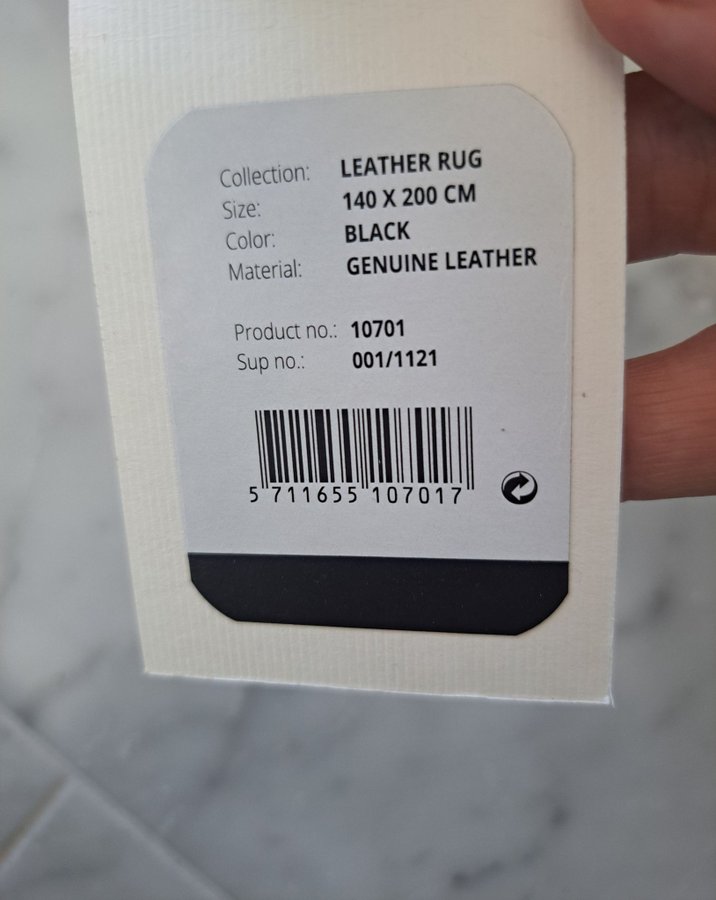 Collection: LEATHER RUG
Size: 140 X 200 CM
Color: BLACK
Material: GENUINE LEATHER
Product no.: 10701
Sup no.: 001/1121
5 711655 107017